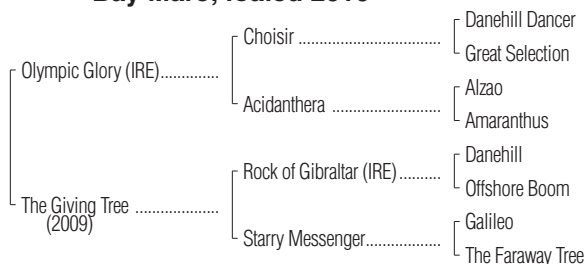 Bay Mare, foaled 2016
Danehill Dancer
Choisir
Great Selection
Olympic Glory (IRE)
Alzao
Acidanthera
Amaranthus
Danehill
Rock of Gibraltar (IRE)
Offshore Boom
The Giving Tree
(2009)
Galileo
Starry Messenger
The Faraway Tree